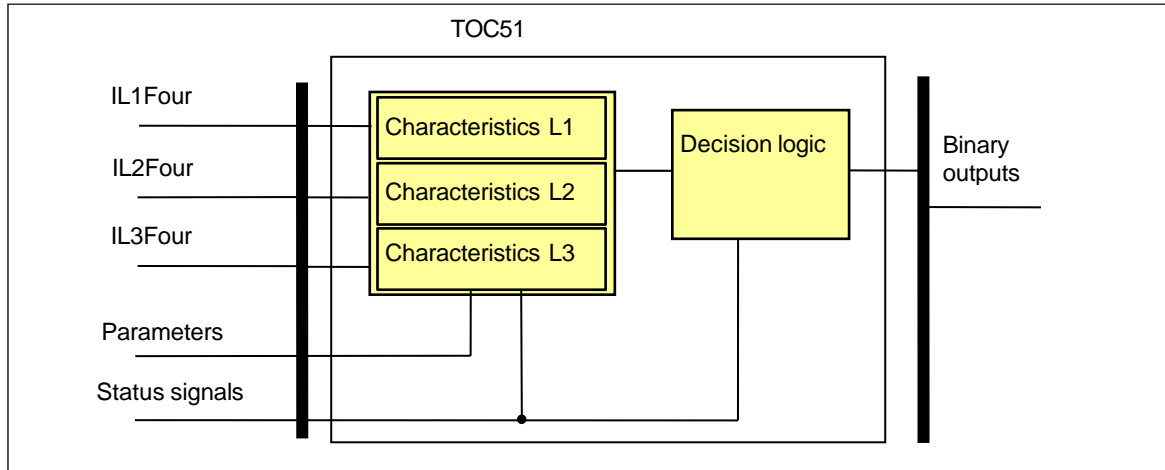 TOC51
IL1Four
Characteristics L1
Decision logic
Binary
outputs
IL2Four
Characteristics L2
IL3Four
Characteristics L3
Parameters
Status signals